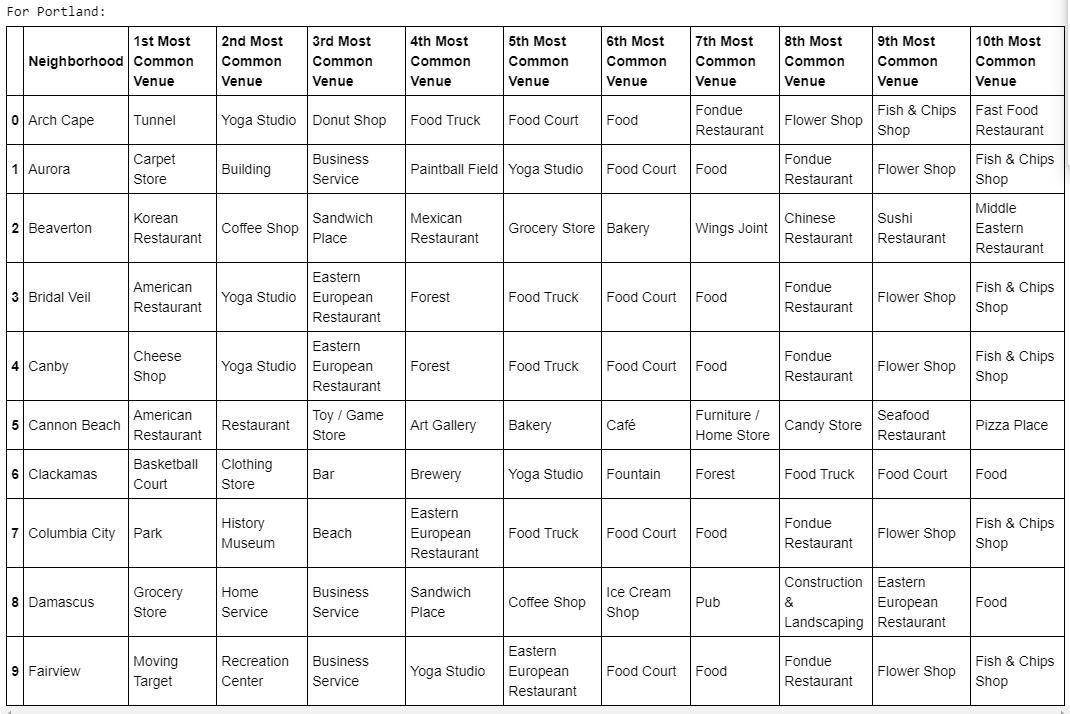 For Portland:
Neighborhood 1st Most Common Venue 2nd Most Common Venue 3rd Most Common Venue 4th Most Common Venue 5th Most Common Venue 6th Most Common Venue 7th Most Common Venue 8th Most Common Venue 9th Most Common Venue 10th Most Common Venue
0 Arch Cape Tunnel Yoga Studio Donut Shop Food Truck Food Court Food Fondue Restaurant Flower Shop Fish & Chips Shop Fast Food Restaurant
1 Aurora Carpet Store Building Business Service Paintball Field Yoga Studio Food Court Food Fondue Restaurant Flower Shop Fish & Chips Shop
2 Beaverton Korean Restaurant Coffee Shop Sandwich Place Mexican Restaurant Grocery Store Bakery Wings Joint Chinese Restaurant Sushi Restaurant Middle Eastern Restaurant
3 Bridal Veil American Restaurant Yoga Studio Eastern European Restaurant Forest Food Truck Food Court Food Fondue Restaurant Flower Shop Fish & Chips Shop
4 Canby Cheese Shop Yoga Studio Eastern European Restaurant Forest Food Truck Food Court Food Fondue Restaurant Flower Shop Fish & Chips Shop
5 Cannon Beach American Restaurant Restaurant Toy / Game Store Art Gallery Bakery Café Furniture / Home Store Candy Store Seafood Restaurant Pizza Place
6 Clackamas Basketball Court Clothing Store Bar Brewery Yoga Studio Fountain Forest Food Truck Food Court Food
7 Columbia City Park History Museum Beach Eastern European Restaurant Food Truck Food Court Food Fondue Restaurant Flower Shop Fish & Chips Shop
8 Damascus Grocery Store Home Service Business Service Sandwich Place Coffee Shop Ice Cream Shop Pub Construction & Landscaping Eastern European Restaurant Food
9 Fairview Moving Target Recreation Center Business Service Yoga Studio Eastern European Restaurant Food Court Food Fondue Restaurant Flower Shop Fish & Chips Shop